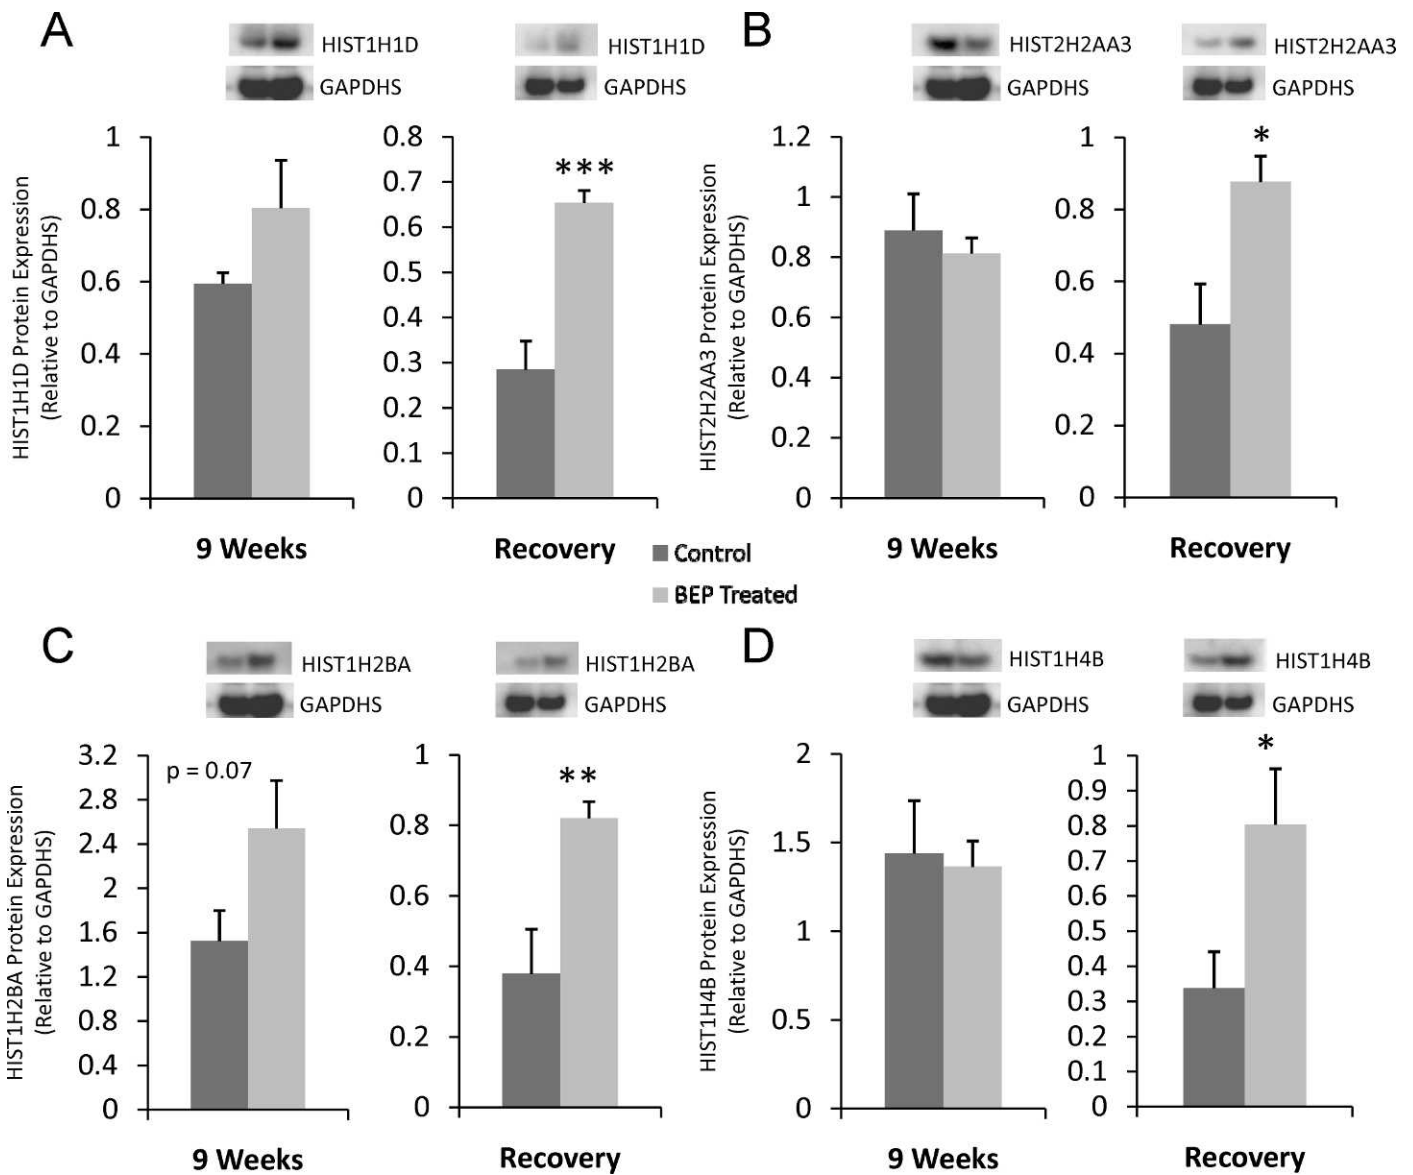 A
HIST1H1D
GAPDHS
HIST1H1D
GAPDHS
HIST1H1D Protein Expression
(Relative to GAPDHS)
1
0.8
0.6
0.4
0.2
0
9 Weeks
0.8
0.7
0.6
0.5
0.4
0.3
0.2
0.1
0
***
Recovery
B
HIST2H2AA3
GAPDHS
HIST2H2AA3
GAPDHS
HIST2H2AA3 Protein Expression
(Relative to GAPDHS)
1.2
1
0.8
0.6
0.4
0.2
0
9 Weeks
1
0.8
0.6
0.4
0.2
0
*
Recovery
Control
BEP Treated
C
HIST1H2BA
GAPDHS
HIST1H2BA
GAPDHS
HIST1H2BA Protein Expression
(Relative to GAPDHS)
3.2
2.8
2.4
2
1.6
1.2
0.8
0.4
0
p = 0.07
9 Weeks
1
0.8
0.6
0.4
0.2
0
**
Recovery
D
HIST1H4B
GAPDHS
HIST1H4B
GAPDHS
HIST1H4B Protein Expression
(Relative to GAPDHS)
2
1.5
1
0.5
0
9 Weeks
1
0.9
0.8
0.7
0.6
0.5
0.4
0.3
0.2
0.1
0
*
Recovery